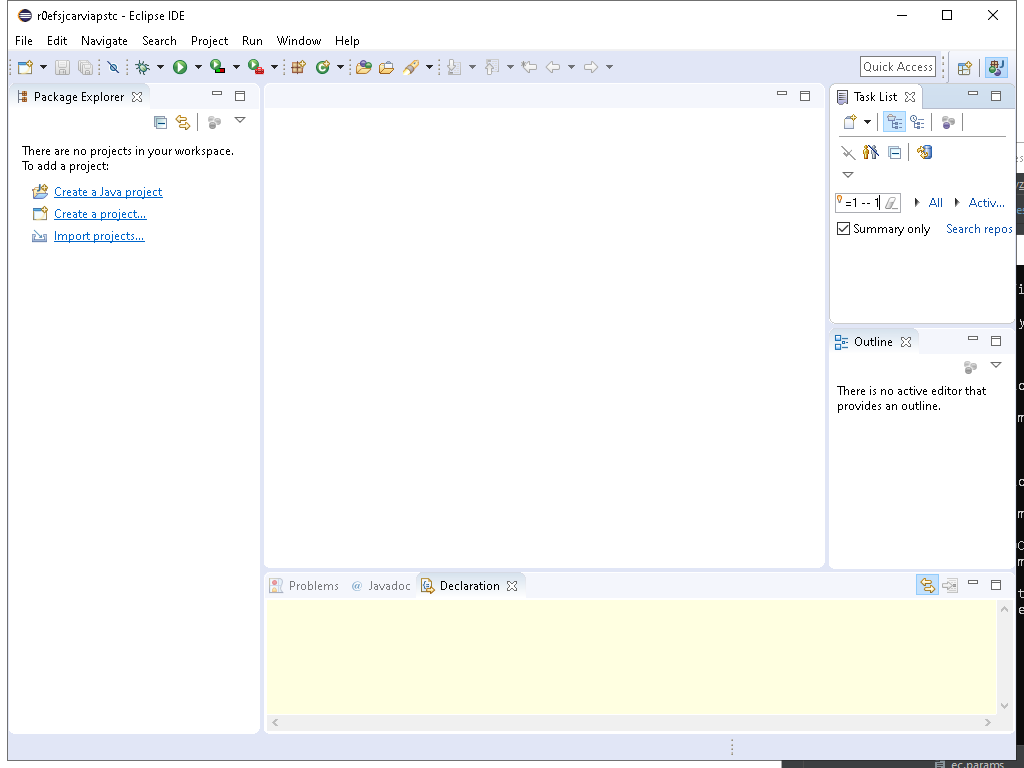 r0efsjcarviapstc - Eclipse IDE
File Edit Navigate Search Project Run Window Help
Quick Access
Package Explorer
Task List
There are no projects in your workspace.
To add a project:
Create a Java project
Create a project...
Import projects...
=1 -- 1 All Activ...
Summary only Search repos
Outline
There is no active editor that
provides an outline.
Problems @ Javadoc Declaration
ec.params